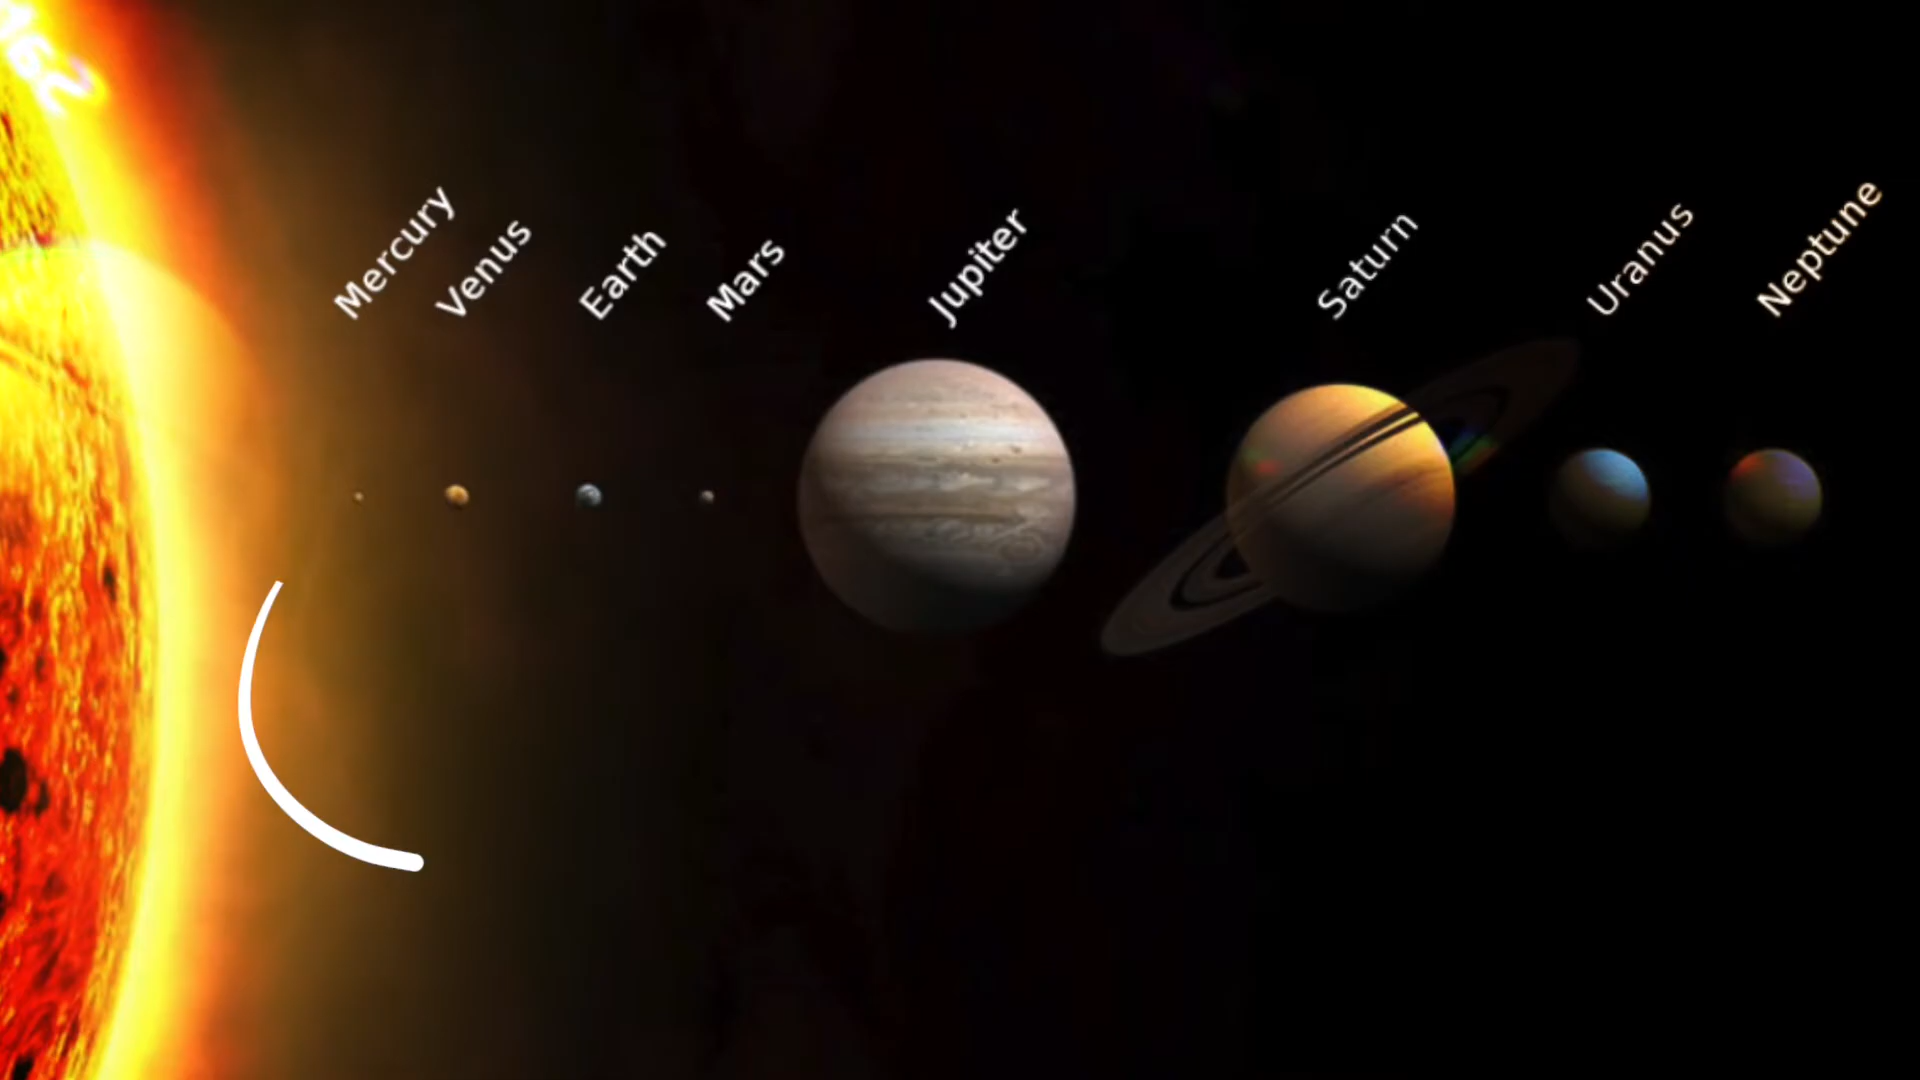 Mercury
Venus
Earth
Mars
Jupiter
Saturn
Uranus
Neptune